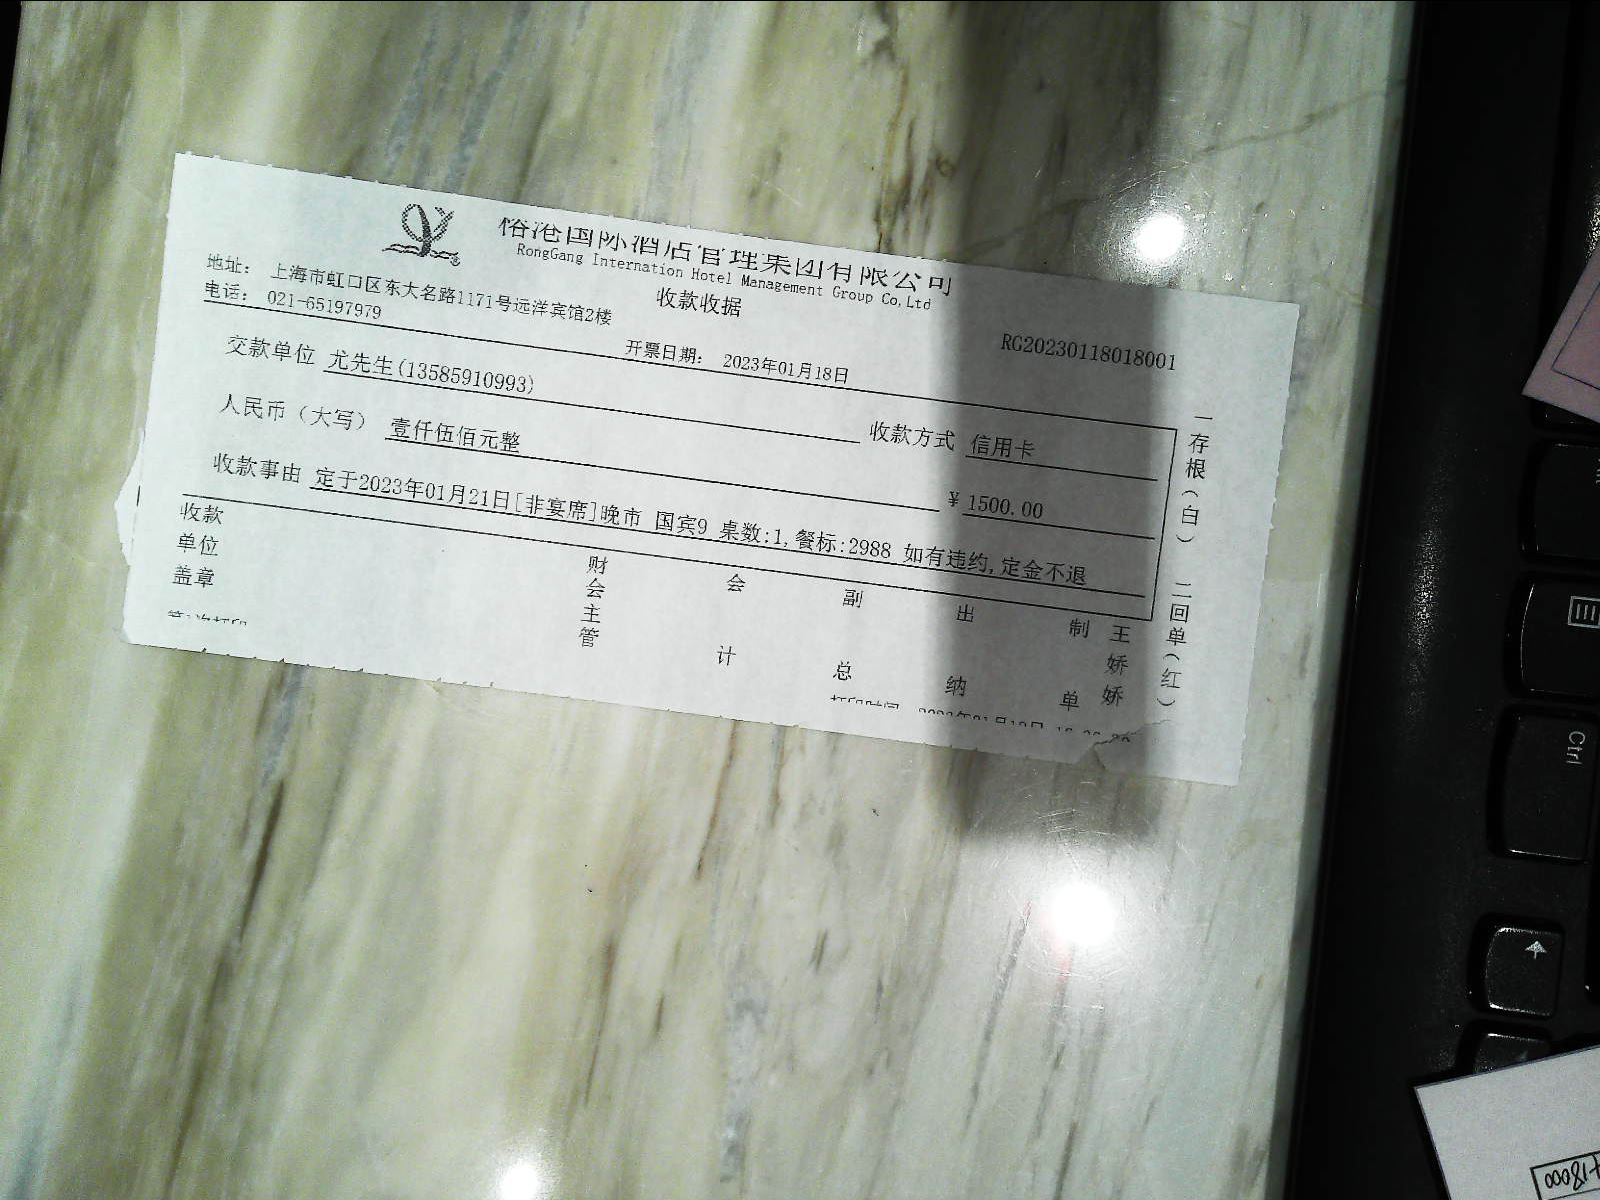 榕港国际酒店管理集团有限公司
RongGang Internation Hotel Management Group Co,Ltd
地址： 上海市虹口区东大名路1171号远洋宾馆2楼
收款收据
电话： 021-65197979
开票日期： 2023年01月18日
RG20230118018001
交款单位 尤先生(13585910993)
收款方式 信用卡
人民币（大写） 壹仟伍佰元整
¥ 1500.00
收款事由 定于2023年01月21日[非宴席]晚市 国宾9 桌数:1,餐标:2988 如有违约,定金不退
收款单位盖章
财会主管
会计
副总
出纳
制单
王娇娇
一存根（白） 二回单（红）
Ctrl